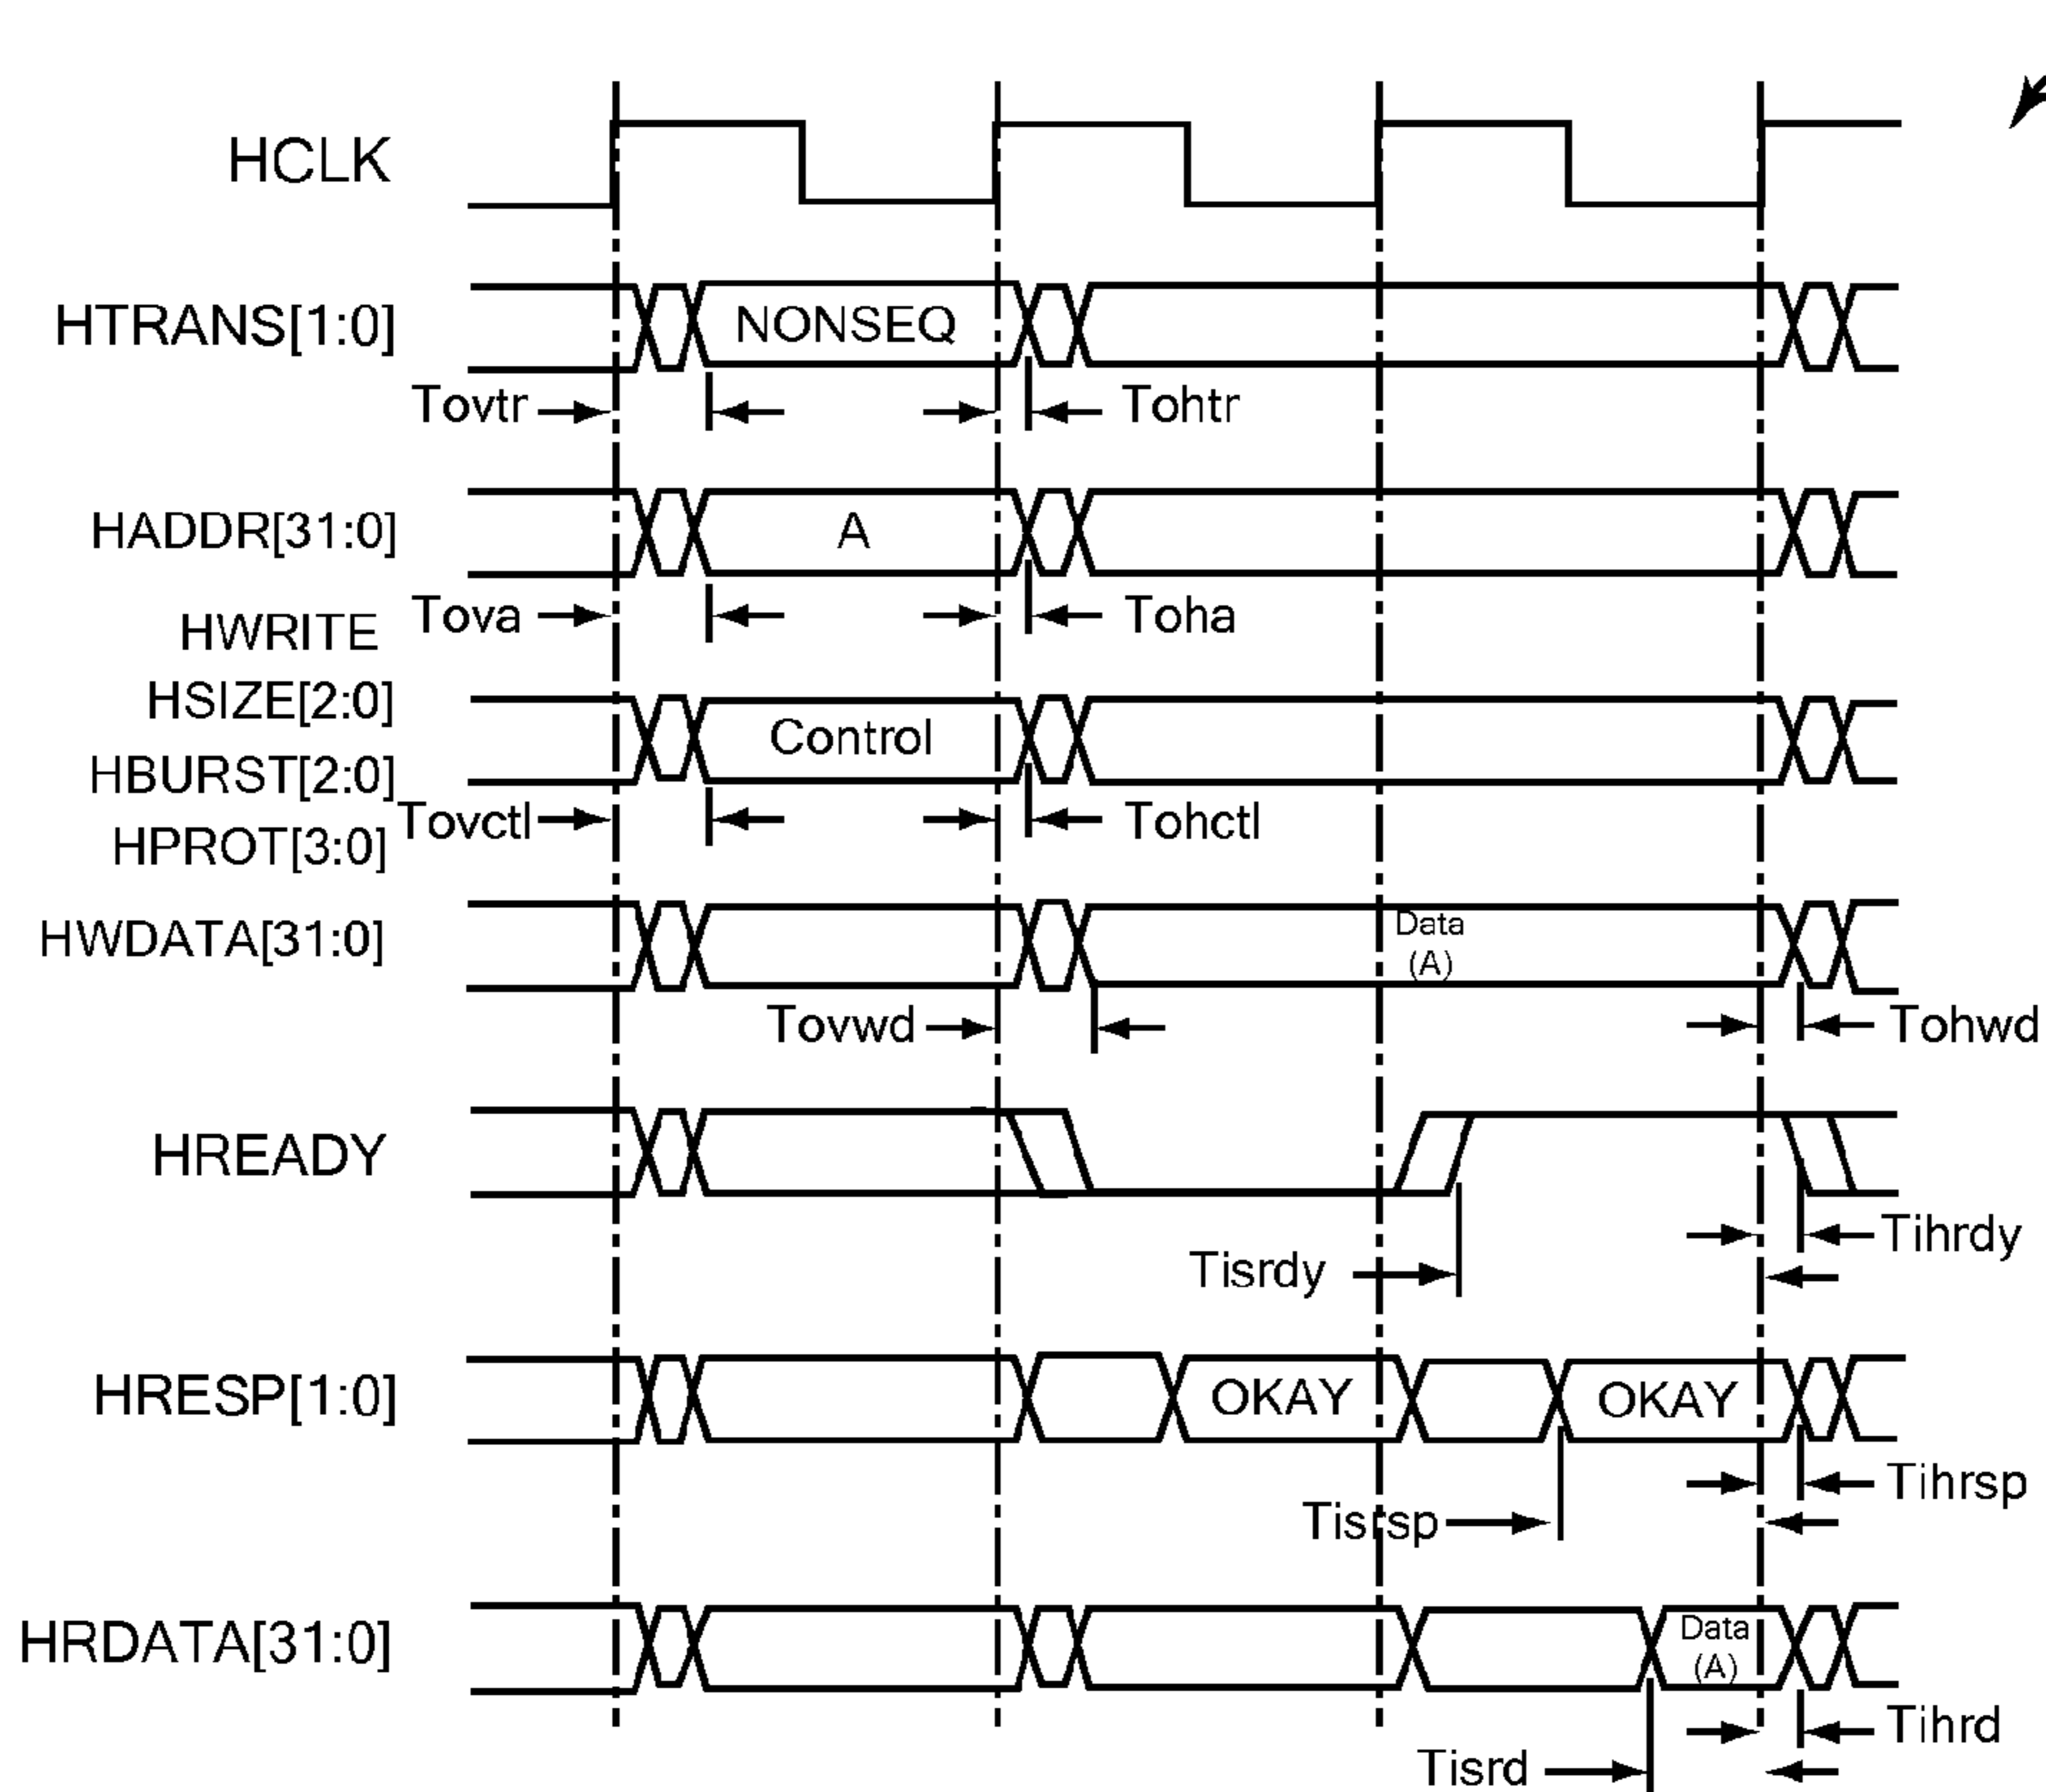 HCLK
HTRANS[1:0] NONSEQ
Tovtr Tohtr
HADDR[31:0] A
Tova Toha
HWRITE
HSIZE[2:0]
Control
HBURST[2:0]
Tovctl Tohctl
HPROT[3:0]
HWDATA[31:0] Data
(A)
Tovwd Tohwd
HREADY
Tihrdy
Tisrdy
HRESP[1:0] OKAY OKAY
Tihrsp
Tisrsp
HRDATA[31:0] Data
(A)
Tihrd
Tisrd